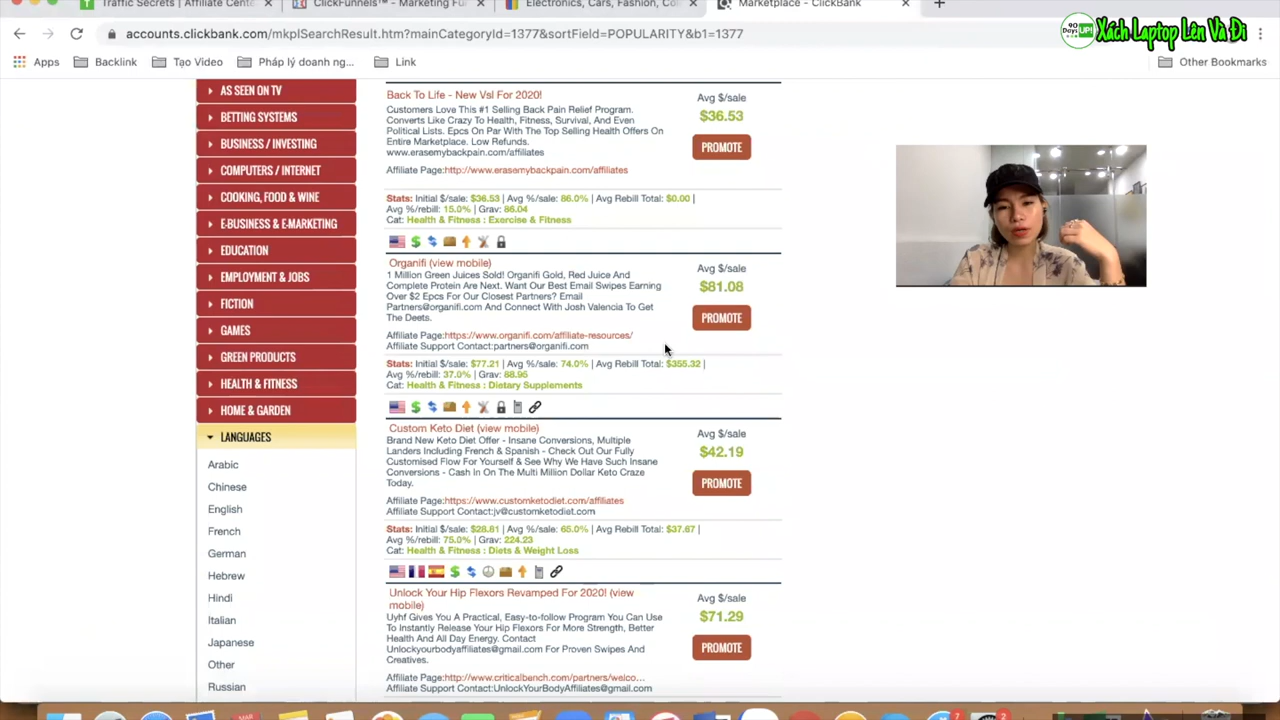 Traffic Secrets | Affiliate Cent
ClickFunnels™ - Marketing Fu
Electronics, Cars, Fashion, Col
Marketplace - ClickBank
accounts.clickbank.com/mkplSearchResult.htm?mainCategoryId=1377&sortField=POPULARITY&b1=1377
90 Days UP! Xách Laptop Lên Và Đi
Apps Backlink Tạo Video Pháp lý doanh ng... Link Other Bookmarks
AS SEEN ON TV
BETTING SYSTEMS
BUSINESS / INVESTING
COMPUTERS / INTERNET
COOKING, FOOD & WINE
E-BUSINESS & E-MARKETING
EDUCATION
EMPLOYMENT & JOBS
FICTION
GAMES
GREEN PRODUCTS
HEALTH & FITNESS
HOME & GARDEN
LANGUAGES
Arabic
Chinese
English
French
German
Hebrew
Hindi
Italian
Japanese
Other
Russian
Back To Life - New Vsl For 2020!
Customers Love This #1 Selling Back Pain Relief Program.
Converts Like Crazy To Health, Fitness, Survival, And Even
Political Lists. Epcs On Par With The Top Selling Health Offers On
Entire Marketplace. Low Refunds.
www.erasemybackpain.com/affiliates
Affiliate Page:http://www.erasemybackpain.com/affiliates
Avg $/sale
$36.53
PROMOTE
Stats: Initial $/sale: $36.53 | Avg %/sale: 86.0% | Avg Rebill Total: $0.00 |
Avg %/rebill: 15.0% | Grav: 86.04
Cat: Health & Fitness : Exercise & Fitness
Organifi (view mobile)
1 Million Green Juices Sold! Organifi Gold, Red Juice And
Complete Protein Are Next. Want Our Best Email Swipes Earning
Over $2 Epcs For Our Closest Partners? Email
Partners@organifi.com And Connect With Josh Valencia To Get
The Deets.
Affiliate Page:https://www.organifi.com/affiliate-resources/
Affiliate Support Contact:partners@organifi.com
Avg $/sale
$81.08
PROMOTE
Stats: Initial $/sale: $77.21 | Avg %/sale: 74.0% | Avg Rebill Total: $355.32 |
Avg %/rebill: 37.0% | Grav: 88.95
Cat: Health & Fitness : Dietary Supplements
Custom Keto Diet (view mobile)
Brand New Keto Diet Offer - Insane Conversions, Multiple
Landers Including French & Spanish - Check Out Our Fully
Customised Flow For Yourself & See Why We Have Such Insane
Conversions - Cash In On The Multi Million Dollar Keto Craze
Today.
Affiliate Page:https://www.customketodiet.com/affiliates
Affiliate Support Contact:jv@customketodiet.com
Avg $/sale
$42.19
PROMOTE
Stats: Initial $/sale: $28.81 | Avg %/sale: 65.0% | Avg Rebill Total: $37.67 |
Avg %/rebill: 75.0% | Grav: 224.23
Cat: Health & Fitness : Diets & Weight Loss
Unlock Your Hip Flexors Revamped For 2020! (view
mobile)
Uyhf Gives You A Practical, Easy-to-follow Program You Can Use
To Instantly Release Your Hip Flexors For More Strength, Better
Health And All Day Energy. Contact
Unlockyourbodyaffiliates@gmail.com For Proven Swipes And
Creatives.
Affiliate Page:http://www.criticalbench.com/partners/welco...
Affiliate Support Contact:UnlockYourBodyAffiliates@gmail.com
Avg $/sale
$71.29
PROMOTE